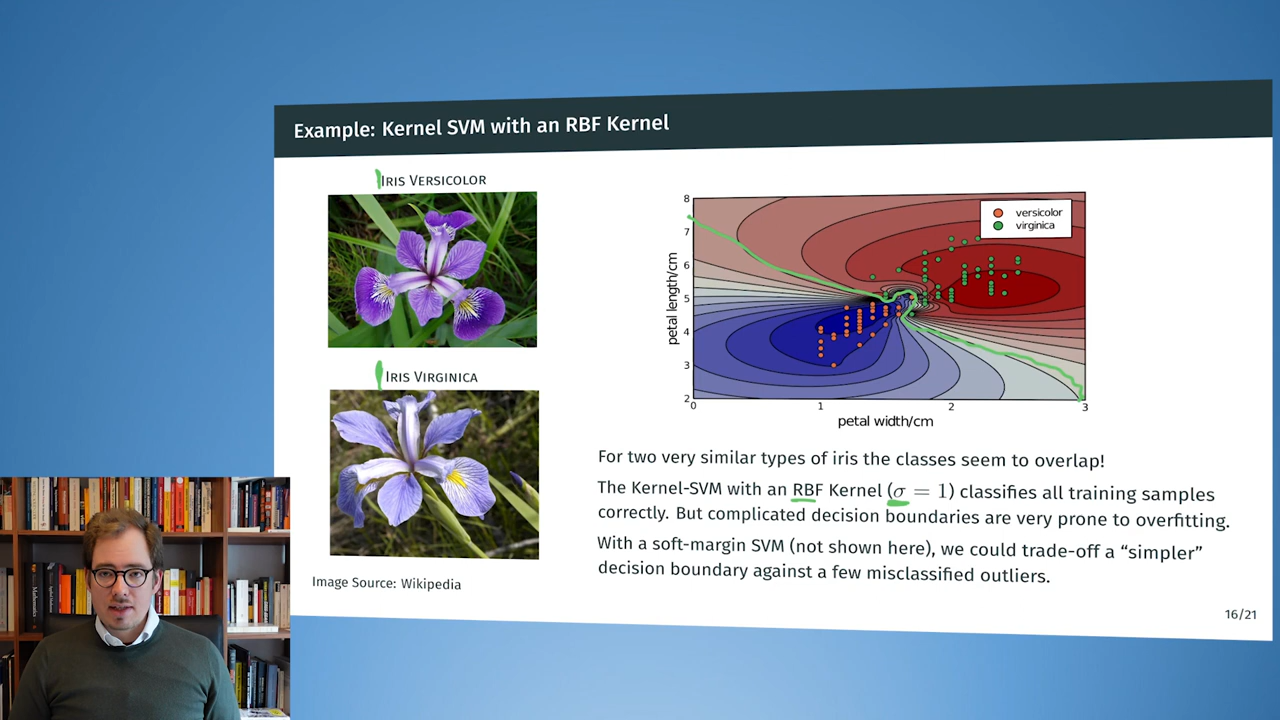 Example: Kernel SVM with an RBF Kernel
Iris Versicolor
Iris Virginica
Image Source: Wikipedia
8
7
6
5
4
3
2
0
1
2
3
petal length/cm
petal width/cm
versicolor
virginica
For two very similar types of iris the classes seem to overlap!
The Kernel-SVM with an RBF Kernel (σ = 1) classifies all training samples
correctly. But complicated decision boundaries are very prone to overfitting.
With a soft-margin SVM (not shown here), we could trade-off a “simpler”
decision boundary against a few misclassified outliers.
16/21